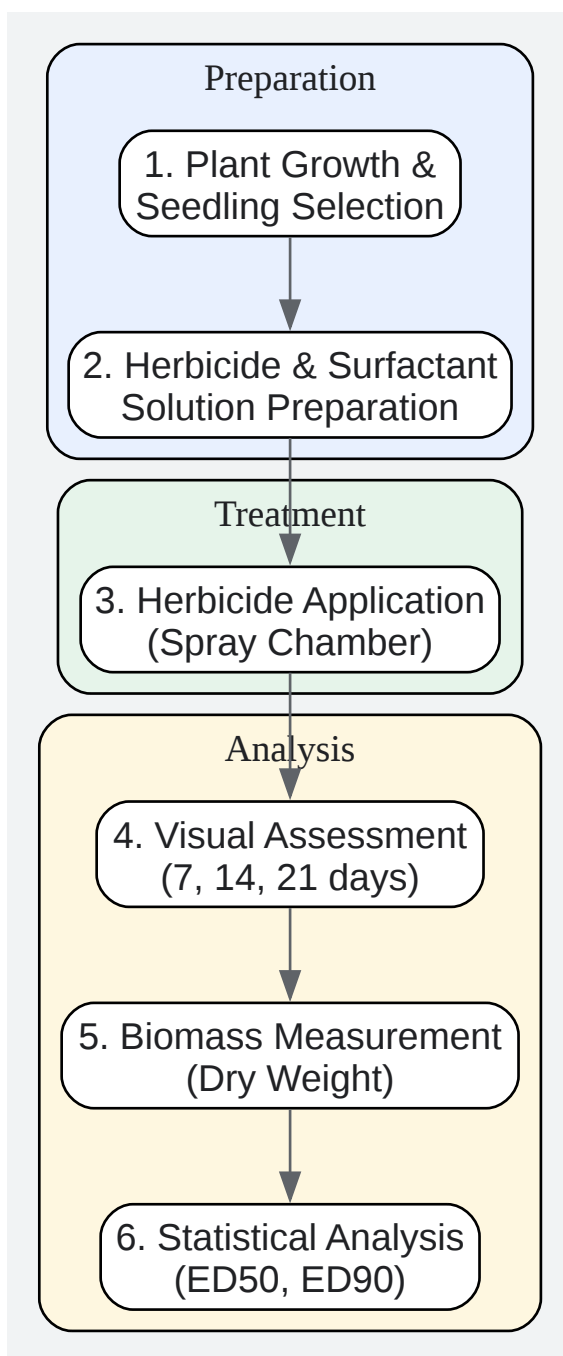 Preparation
1. Plant Growth &
Seedling Selection
2. Herbicide & Surfactant
Solution Preparation
Treatment
3. Herbicide Application
(Spray Chamber)
Analysis
4. Visual Assessment
(7, 14, 21 days)
5. Biomass Measurement
(Dry Weight)
6. Statistical Analysis
(ED50, ED90)